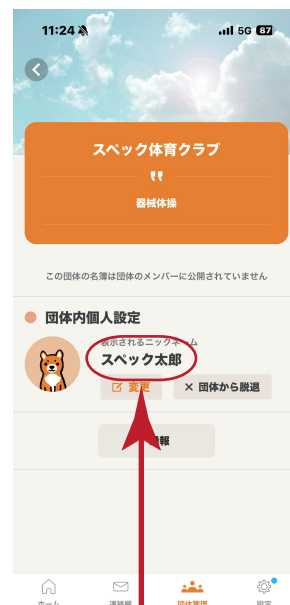 11:24
5G 87
スペック体育クラブ
器械体操
この団体の名簿は団体のメンバーに公開されていません
団体内個人設定
表示されるニックネーム
スペック太郎
変更
× 団体から脱退
報
ホーム
連絡網
団体管理
設定